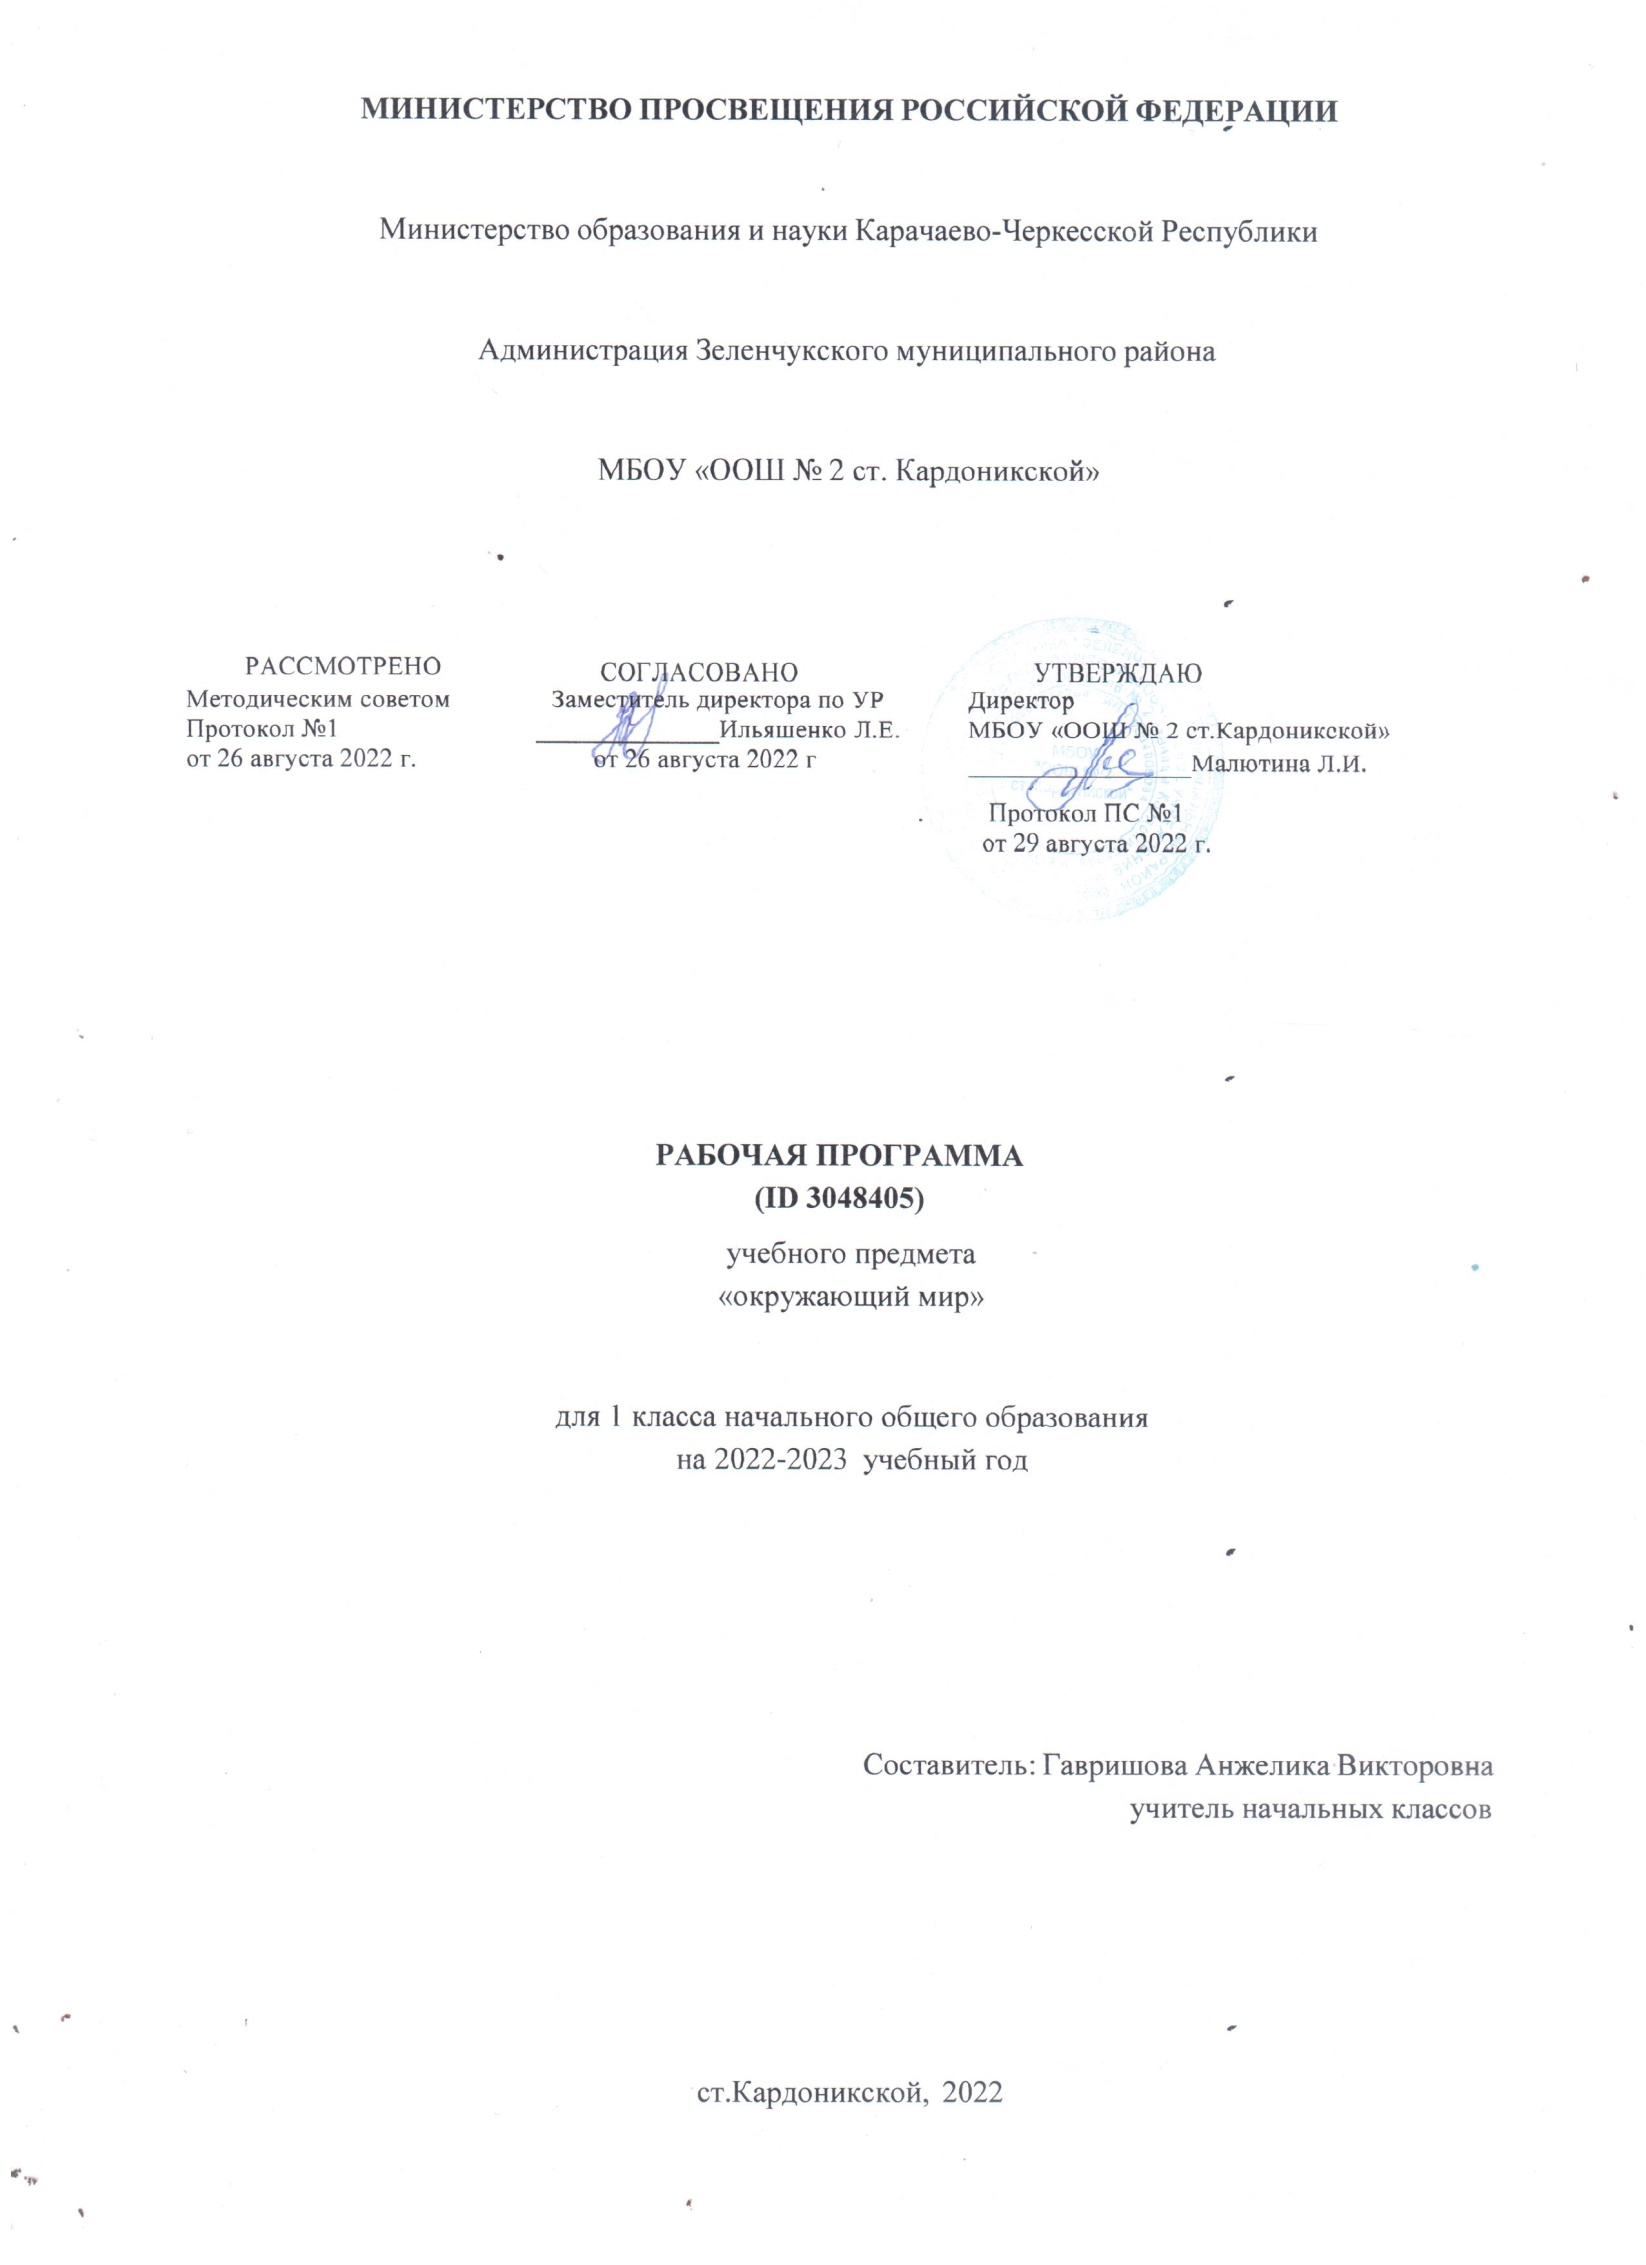 МИНИСТЕРСТВО ПРОСВЕЩЕНИЯ РОССИЙСКОЙ ФЕДЕРАЦИИ
Министерство образования и науки Карачаево-Черкесской Республики
Администрация Зеленчукского муниципального района
МБОУ «ООШ № 2 ст. Кардоникской»
РАССМОТРЕНО
Методическим советом
Протокол №1
от 26 августа 2022 г.
СОГЛАСОВАНО
Заместитель директора по УР
______________Ильяшенко Л.Е.
от 26 августа 2022 г
УТВЕРЖДАЮ
Директор
МБОУ «ООШ № 2 ст.Кардоникской»
_________________Малютина Л.И.
Протокол ПС №1
от 29 августа 2022 г.
РАБОЧАЯ ПРОГРАММА
(ID 3048405)
учебного предмета
«окружающий мир»
для 1 класса начального общего образования
на 2022-2023 учебный год
Составитель: Гавришова Анжелика Викторовна
учитель начальных классов
ст.Кардоникской, 2022